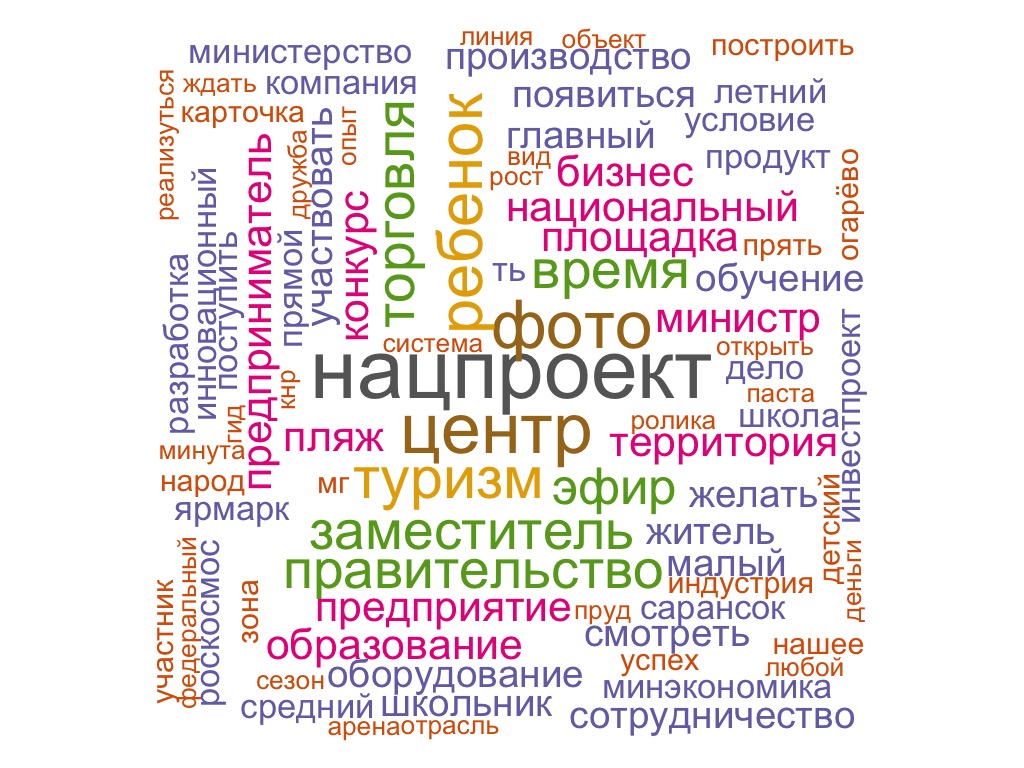 линия
объект
построить
министерство
производство
ждать
компания
появиться
летний
реализуться
карточка
опыт
условие
главный
ребенок
торговля
участвовать
дружба
предприниматель
вид
продукт
рост
бизнес
огарёво
национальный
конкурс
инновационный
площадка
прять
прямой
поступить
разработка
ть
время
обучение
фото
министр
система
открыть
нацпроект
дело
кнр
паста
инвестпроект
гид
школа
ролика
центр
пляж
территория
минута
народ
мг
туризм
эфир
желать
ярмарк
детский
заместитель
житель
правительство
малый
индустрия
деньги
федеральный
роскосмос
участник
зона
предприятие
пруд
сарансок
смотреть
образование
нашее
успех
любой
сезон
оборудование
минэкономика
средний
школьник
сотрудничество
арена
отрасль